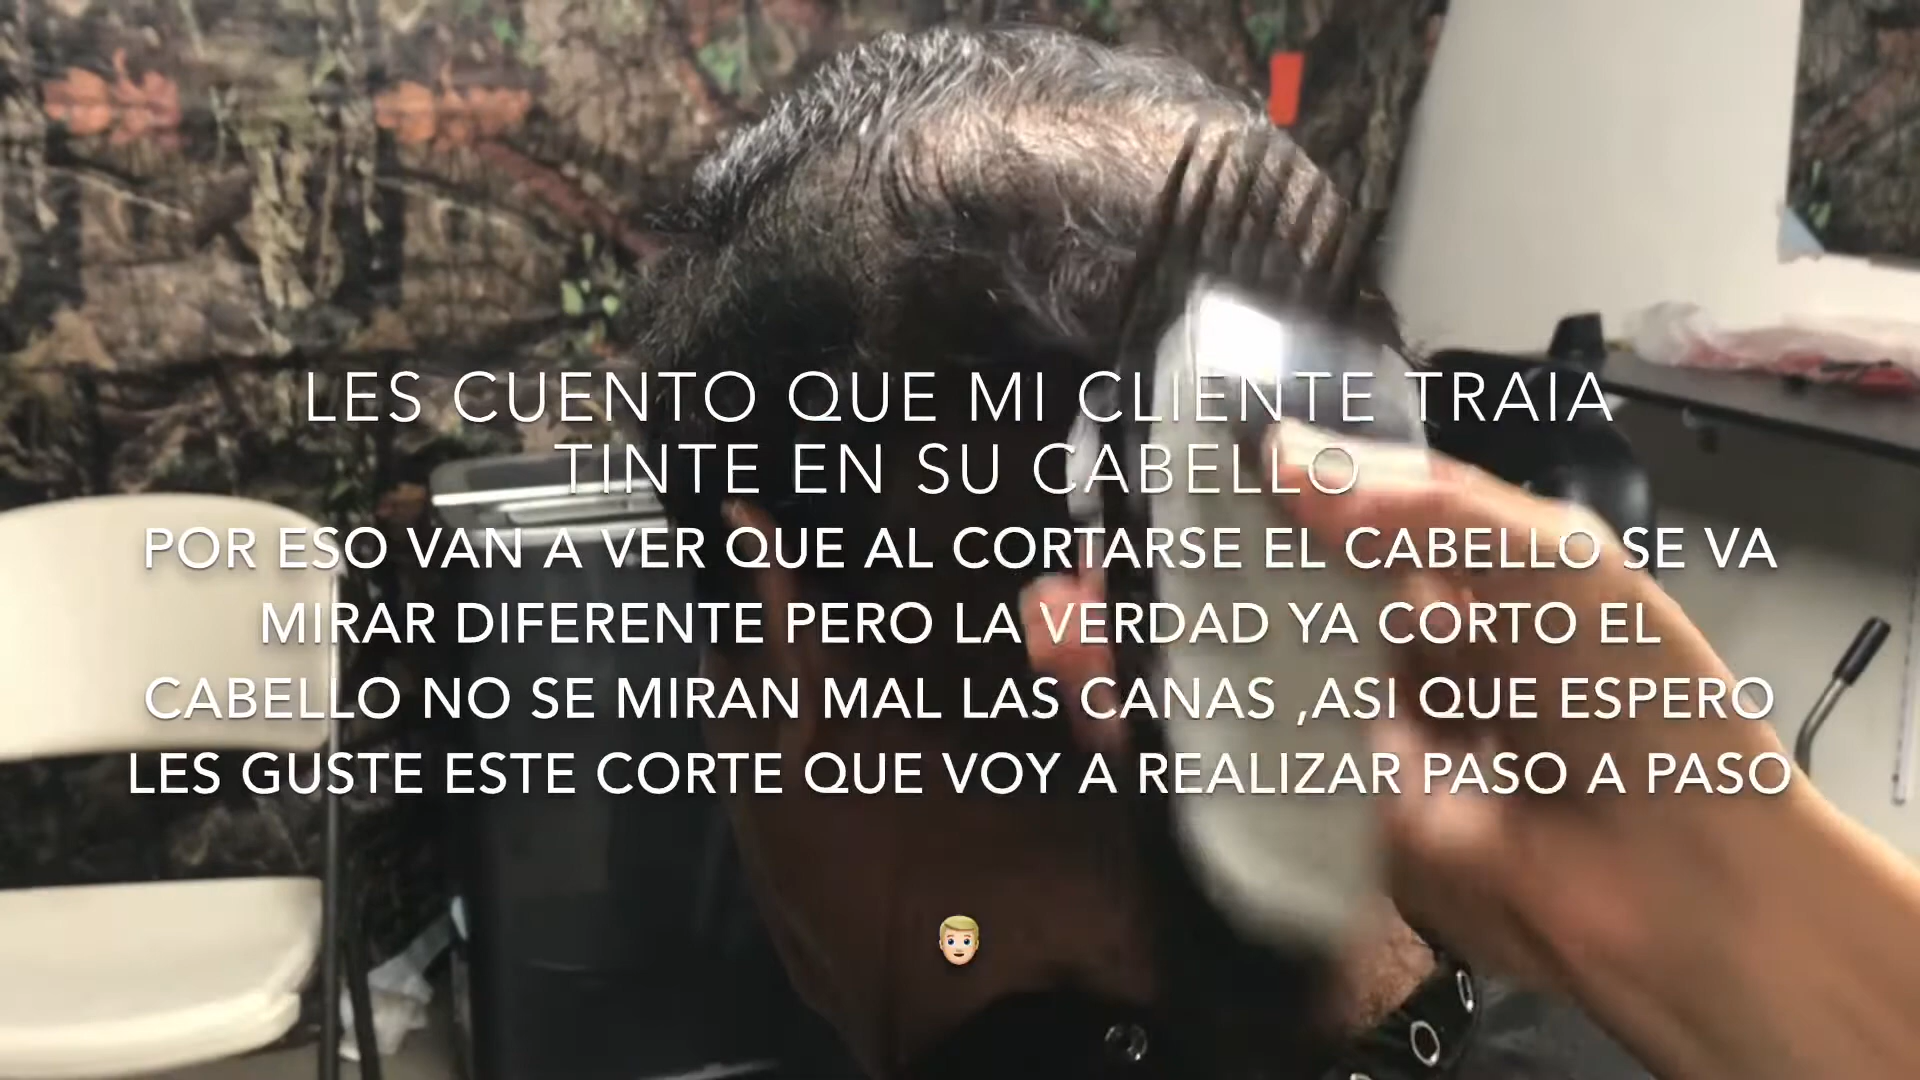 LES CUENTO QUE MI CLIENTE TRAIA
TINTE EN SU CABELLO
POR ESO VAN A VER QUE AL CORTARSE EL CABELLO SE VA
MIRAR DIFERENTE PERO LA VERDAD YA CORTO EL
CABELLO NO SE MIRAN MAL LAS CANAS ,ASI QUE ESPERO
LES GUSTE ESTE CORTE QUE VOY A REALIZAR PASO A PASO